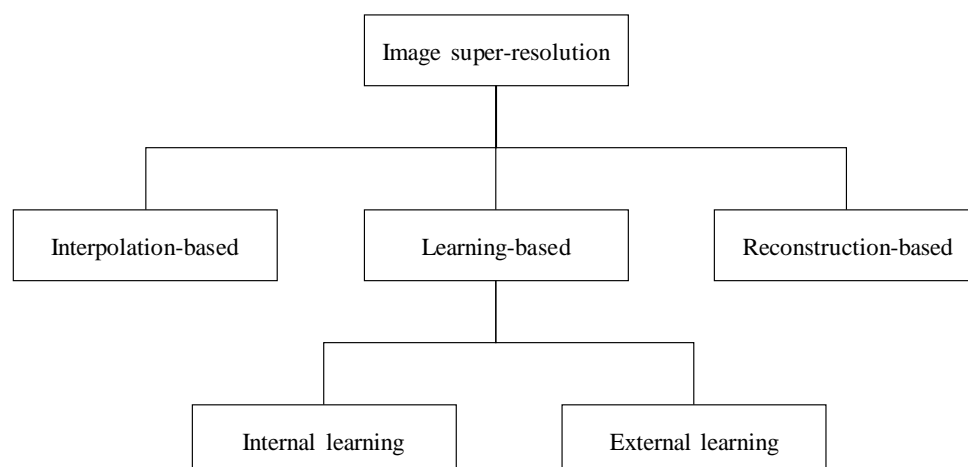 Image super-resolution
Interpolation-based
Learning-based
Reconstruction-based
Internal learning
External learning